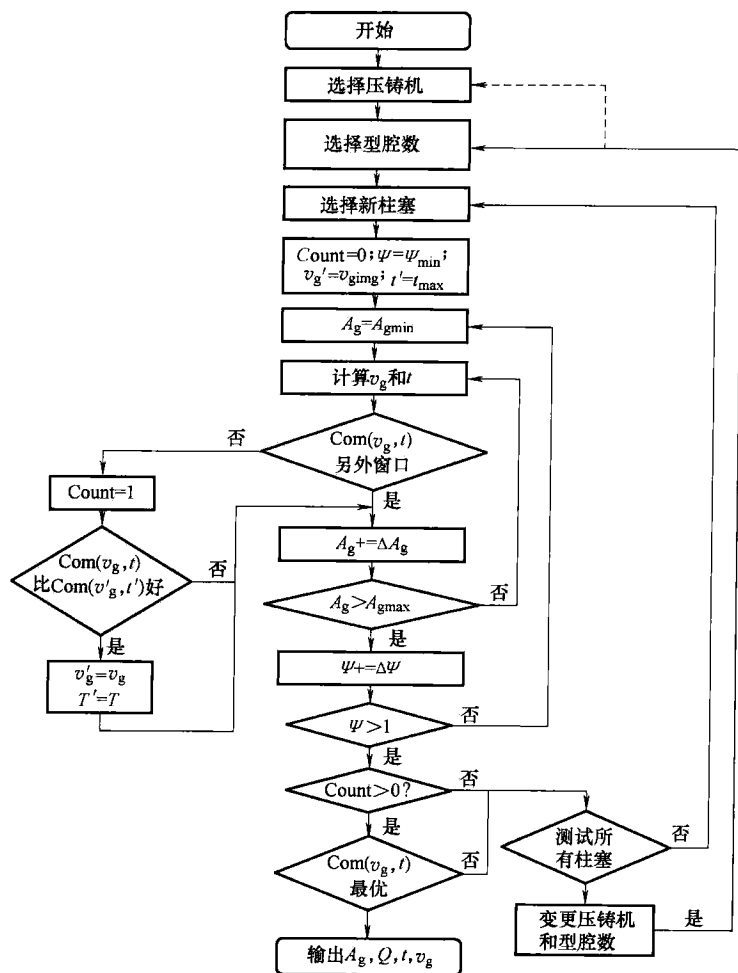 开始
选择压铸机
选择型腔数
选择新柱塞
Count=0；Ψ=Ψmin；
vg′=vgimg；t′=tmax
Ag=Agmin
计算vg和t
否
Com(vg,t)
另外窗口
Count=1
是
Ag+=ΔAg
Com(vg,t)
比Com(v′g,t′)好
否
Ag>Agmax
否
是
是
v′g=vg
T′=T
Ψ+=ΔΨ
Ψ>1
否
是
Count>0?
否
是
测试所
有柱塞
否
Com(vg,t)
最优
否
变更压铸机
和型腔数
是
输出Ag,Q,t,vg